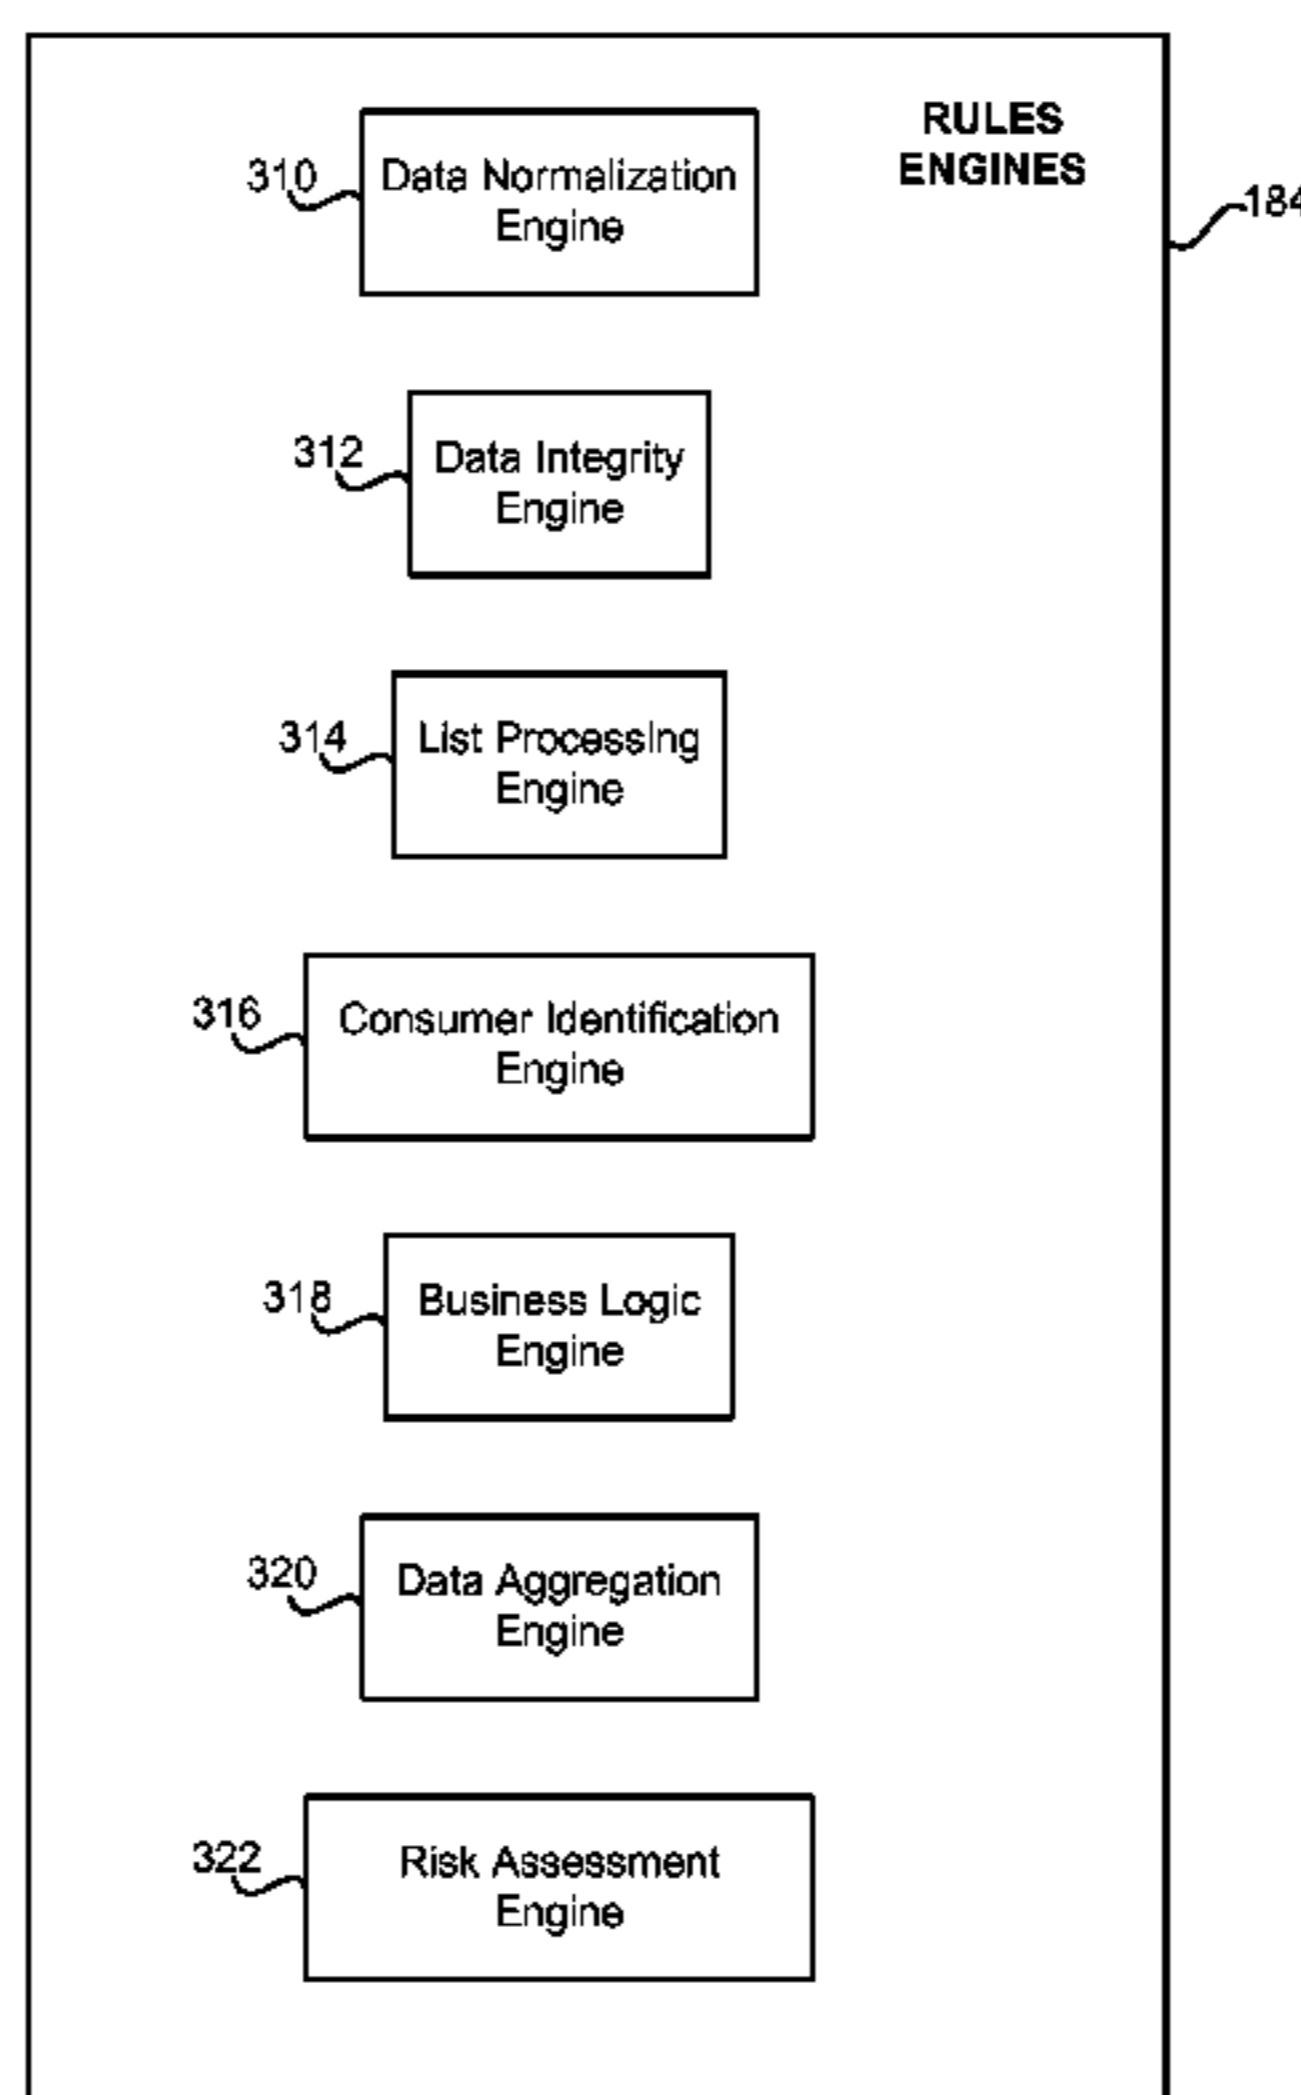 RULES
ENGINES
184
310
Data Normalization
Engine
312
Data Integrity
Engine
314
List Processing
Engine
316
Consumer Identification
Engine
318
Business Logic
Engine
320
Data Aggregation
Engine
322
Risk Assessment
Engine